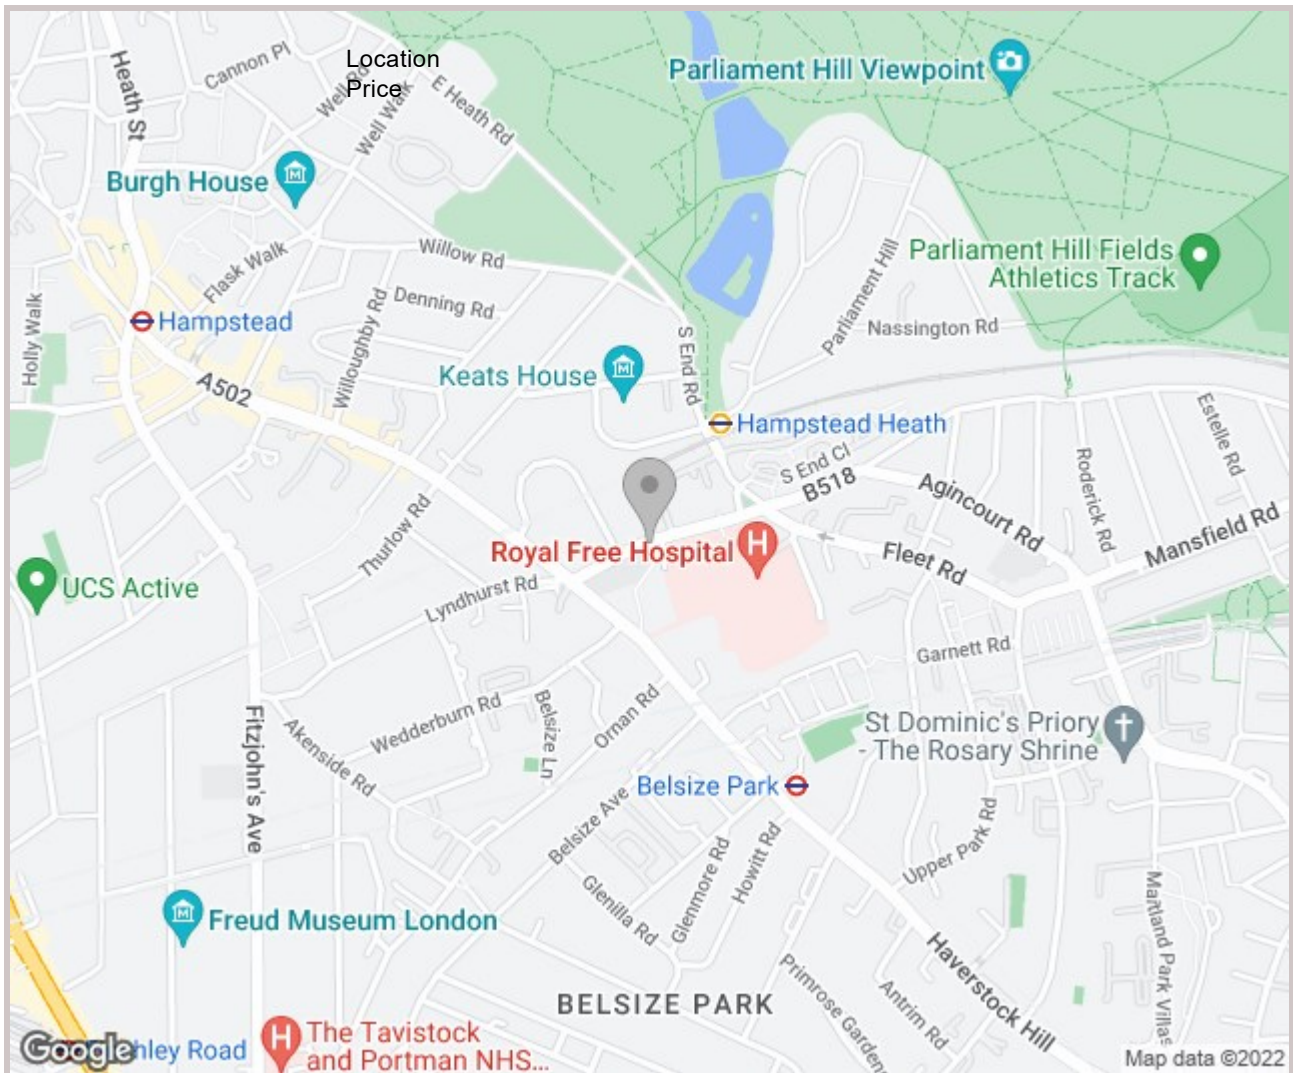 Location
Price
Heath St
Cannon Pl
Well Rd
Well Walk
E Heath Rd
Parliament Hill Viewpoint
Burgh House
Flask Walk
Willow Rd
Parliament Hill
Parliament Hill Fields
Athletics Track
Holly Walk
Hampstead
Denning Rd
Willoughby Rd
S End Rd
Nassington Rd
A502
Keats House
Hampstead Heath
Estelle Rd
S End Cl
B518
Agincourt Rd
Roderick Rd
Mansfield Rd
Thurlow Rd
Royal Free Hospital
Fleet Rd
UCS Active
Lyndhurst Rd
Garnett Rd
Fitzjohn's Ave
Akenside Rd
Wedderburn Rd
Belsize Ln
Ornan Rd
St Dominic's Priory
- The Rosary Shrine
Belsize Park
Belsize Ave
Glenilla Rd
Glenmore Rd
Howitt Rd
Upper Park Rd
Maitland Park Villas
Freud Museum London
Haverstock Hill
Primrose Gardens
Antrim Rd
BELSIZE PARK
The Tavistock
and Portman NHS...
Google
hley Road
Map data ©2022